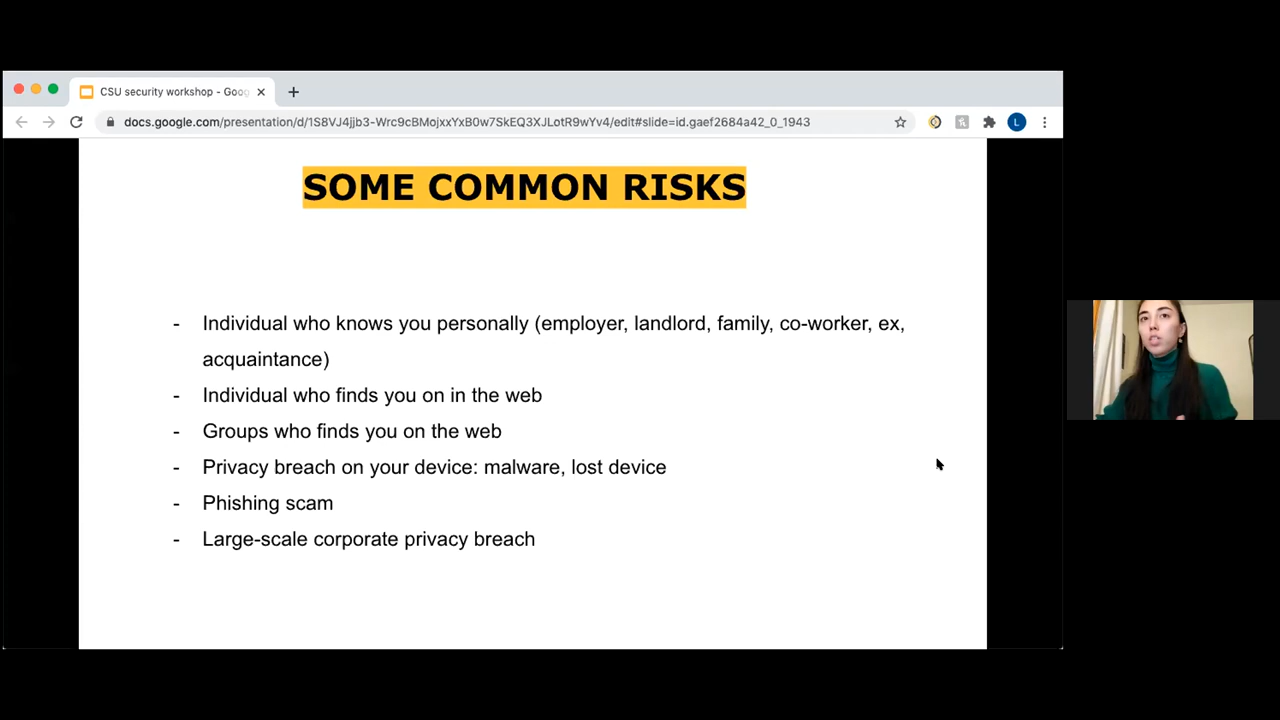 CSU security workshop - Goog
docs.google.com/presentation/d/1S8VJ4jjb3-Wrc9cBMojxxYxB0w7SkEQ3XJLotR9wYv4/edit#slide=id.gaef2684a42_0_1943
L
SOME COMMON RISKS
- Individual who knows you personally (employer, landlord, family, co-worker, ex,
acquaintance)
- Individual who finds you on in the web
- Groups who finds you on the web
- Privacy breach on your device: malware, lost device
- Phishing scam
- Large-scale corporate privacy breach